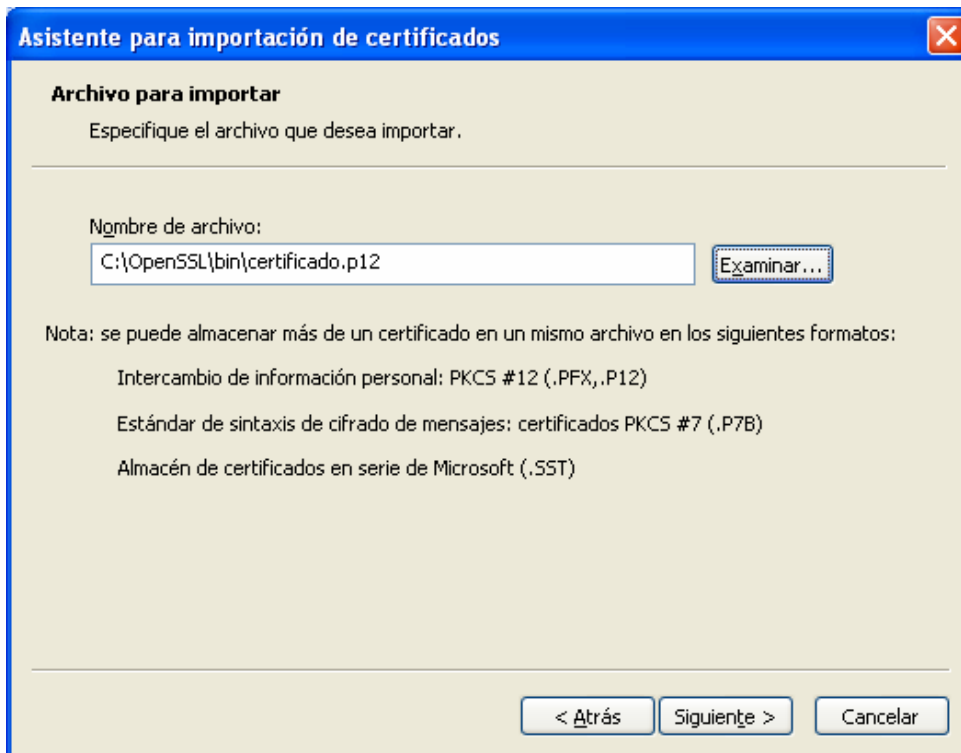 Asistente para importación de certificados
Archivo para importar
Especifique el archivo que desea importar.
Nombre de archivo:
C:\OpenSSL\bin\certificado.p12
Examinar...
Nota: se puede almacenar más de un certificado en un mismo archivo en los siguientes formatos:
Intercambio de información personal: PKCS #12 (.PFX,.P12)
Estándar de sintaxis de cifrado de mensajes: certificados PKCS #7 (.P7B)
Almacén de certificados en serie de Microsoft (.SST)
< Atrás
Siguiente >
Cancelar